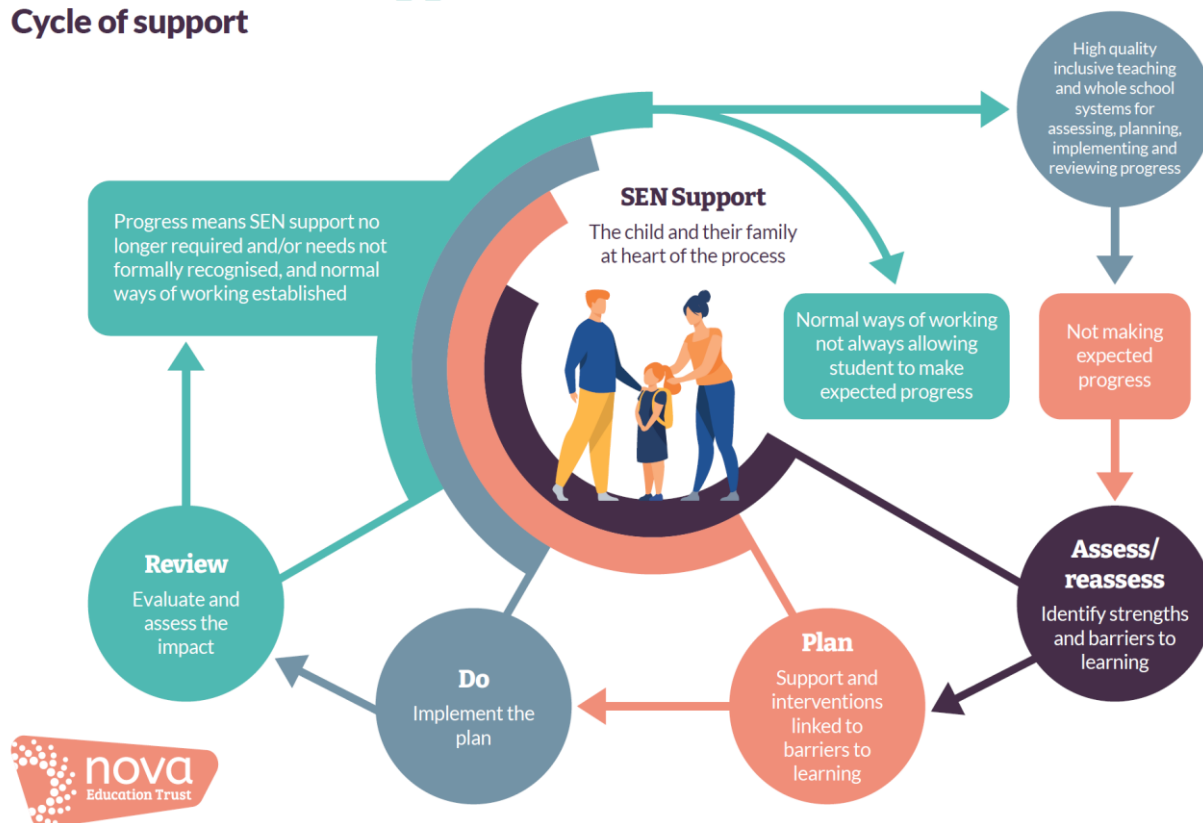 Cycle of support
High quality
inclusive teaching
and whole school
systems for
assessing, planning,
implementing and
reviewing progress
SEN Support
The child and their family
at heart of the process
Progress means SEN support no
longer required and/or needs not
formally recognised, and normal
ways of working established
Normal ways of working
not always allowing
student to make
expected progress
Not making
expected
progress
Assess/
reassess
Identify strengths
and barriers to
learning
Plan
Support and
interventions
linked to
barriers to
learning
Do
Implement the
plan
Review
Evaluate and
assess the
impact
nova
Education Trust